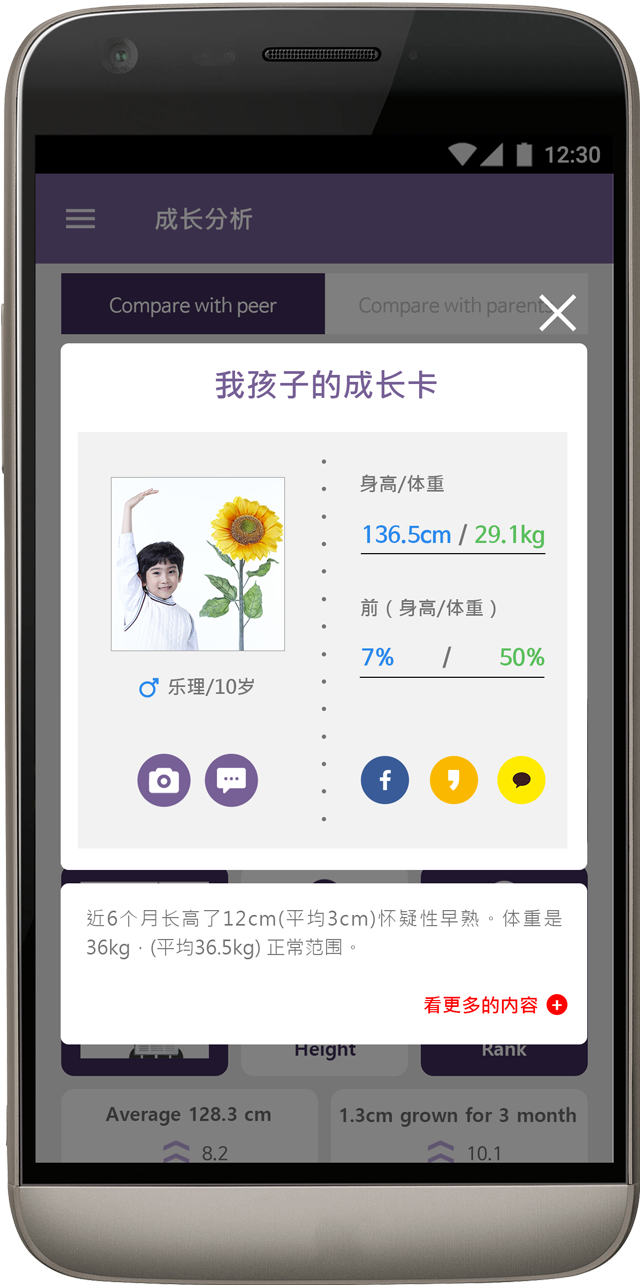 12:30
成长分析
Compare with peer
Compare with parent
我孩子的成长卡
身高/体重
136.5cm / 29.1kg
前 ( 身高/体重 )
7% / 50%
♂ 乐理/10岁
近6个月长高了12cm(平均3cm)怀疑性早熟。体重是
36kg · (平均36.5kg) 正常范围。
看更多的内容
Height
Rank
Average 128.3 cm
1.3cm grown for 3 month
8.2
10.1